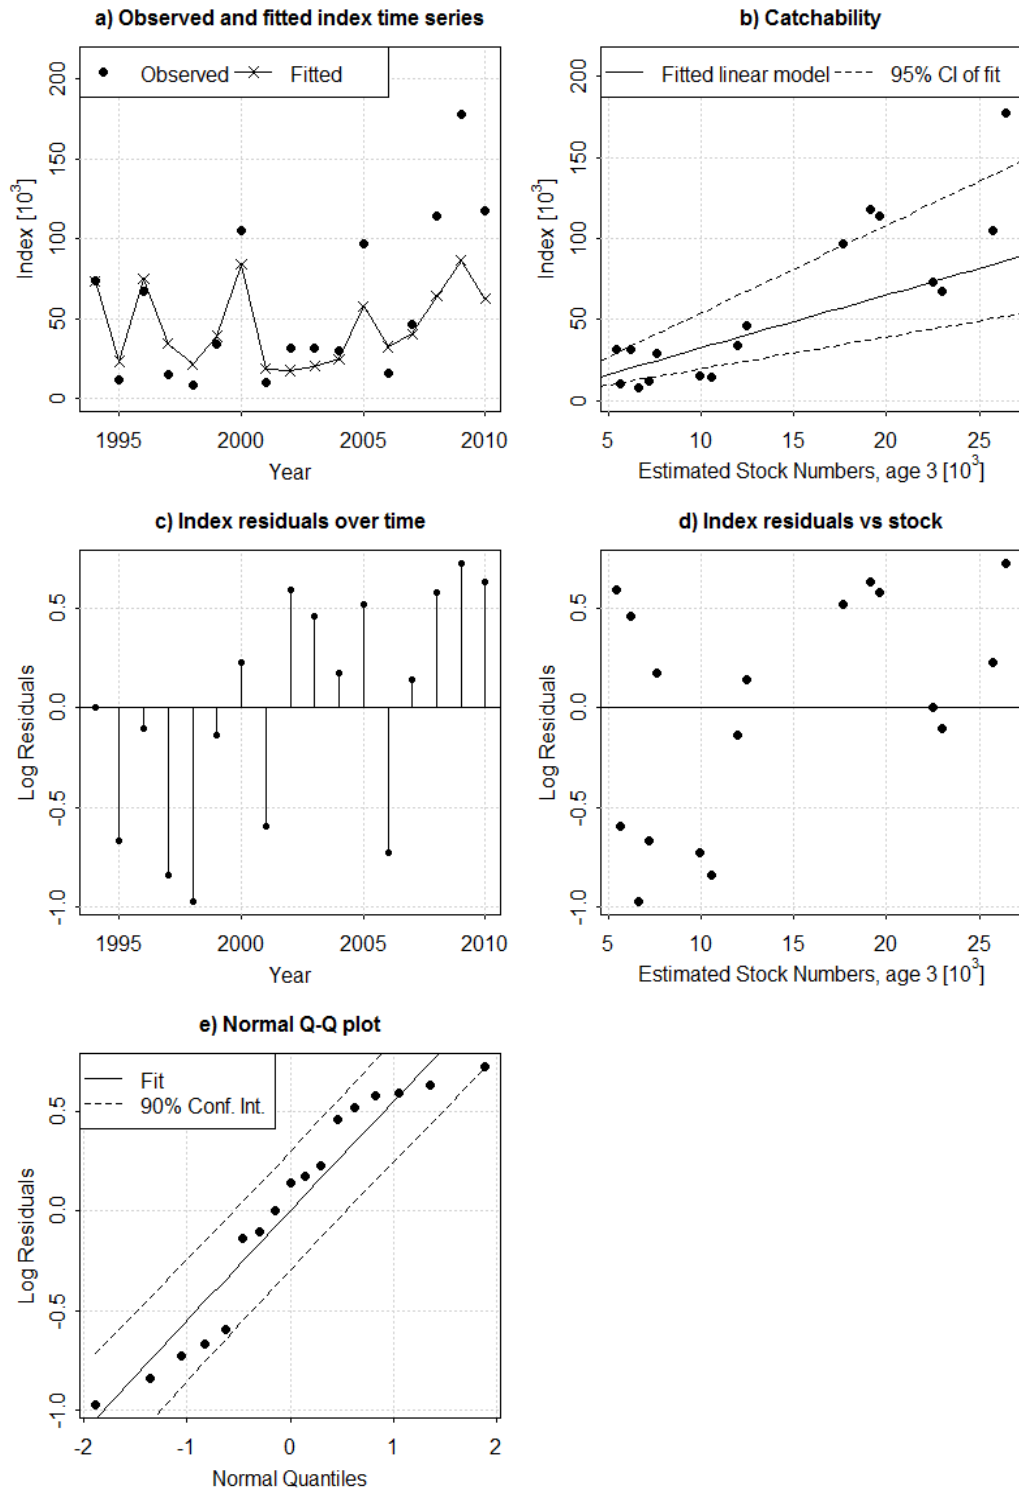 a) Observed and fitted index time series
Observed Fitted
0 50 100 150 200
Index [10³]
1995 2000 2005 2010
Year
b) Catchability
Fitted linear model 95% CI of fit
0 50 100 150 200
Index [10³]
5 10 15 20 25
Estimated Stock Numbers, age 3 [10³]
c) Index residuals over time
-1.0 -0.5 0.0 0.5
Log Residuals
1995 2000 2005 2010
Year
d) Index residuals vs stock
-1.0 -0.5 0.0 0.5
Log Residuals
5 10 15 20 25
Estimated Stock Numbers, age 3 [10³]
e) Normal Q-Q plot
Fit
90% Conf. Int.
-1.0 -0.5 0.0 0.5
Log Residuals
-2 -1 0 1 2
Normal Quantiles